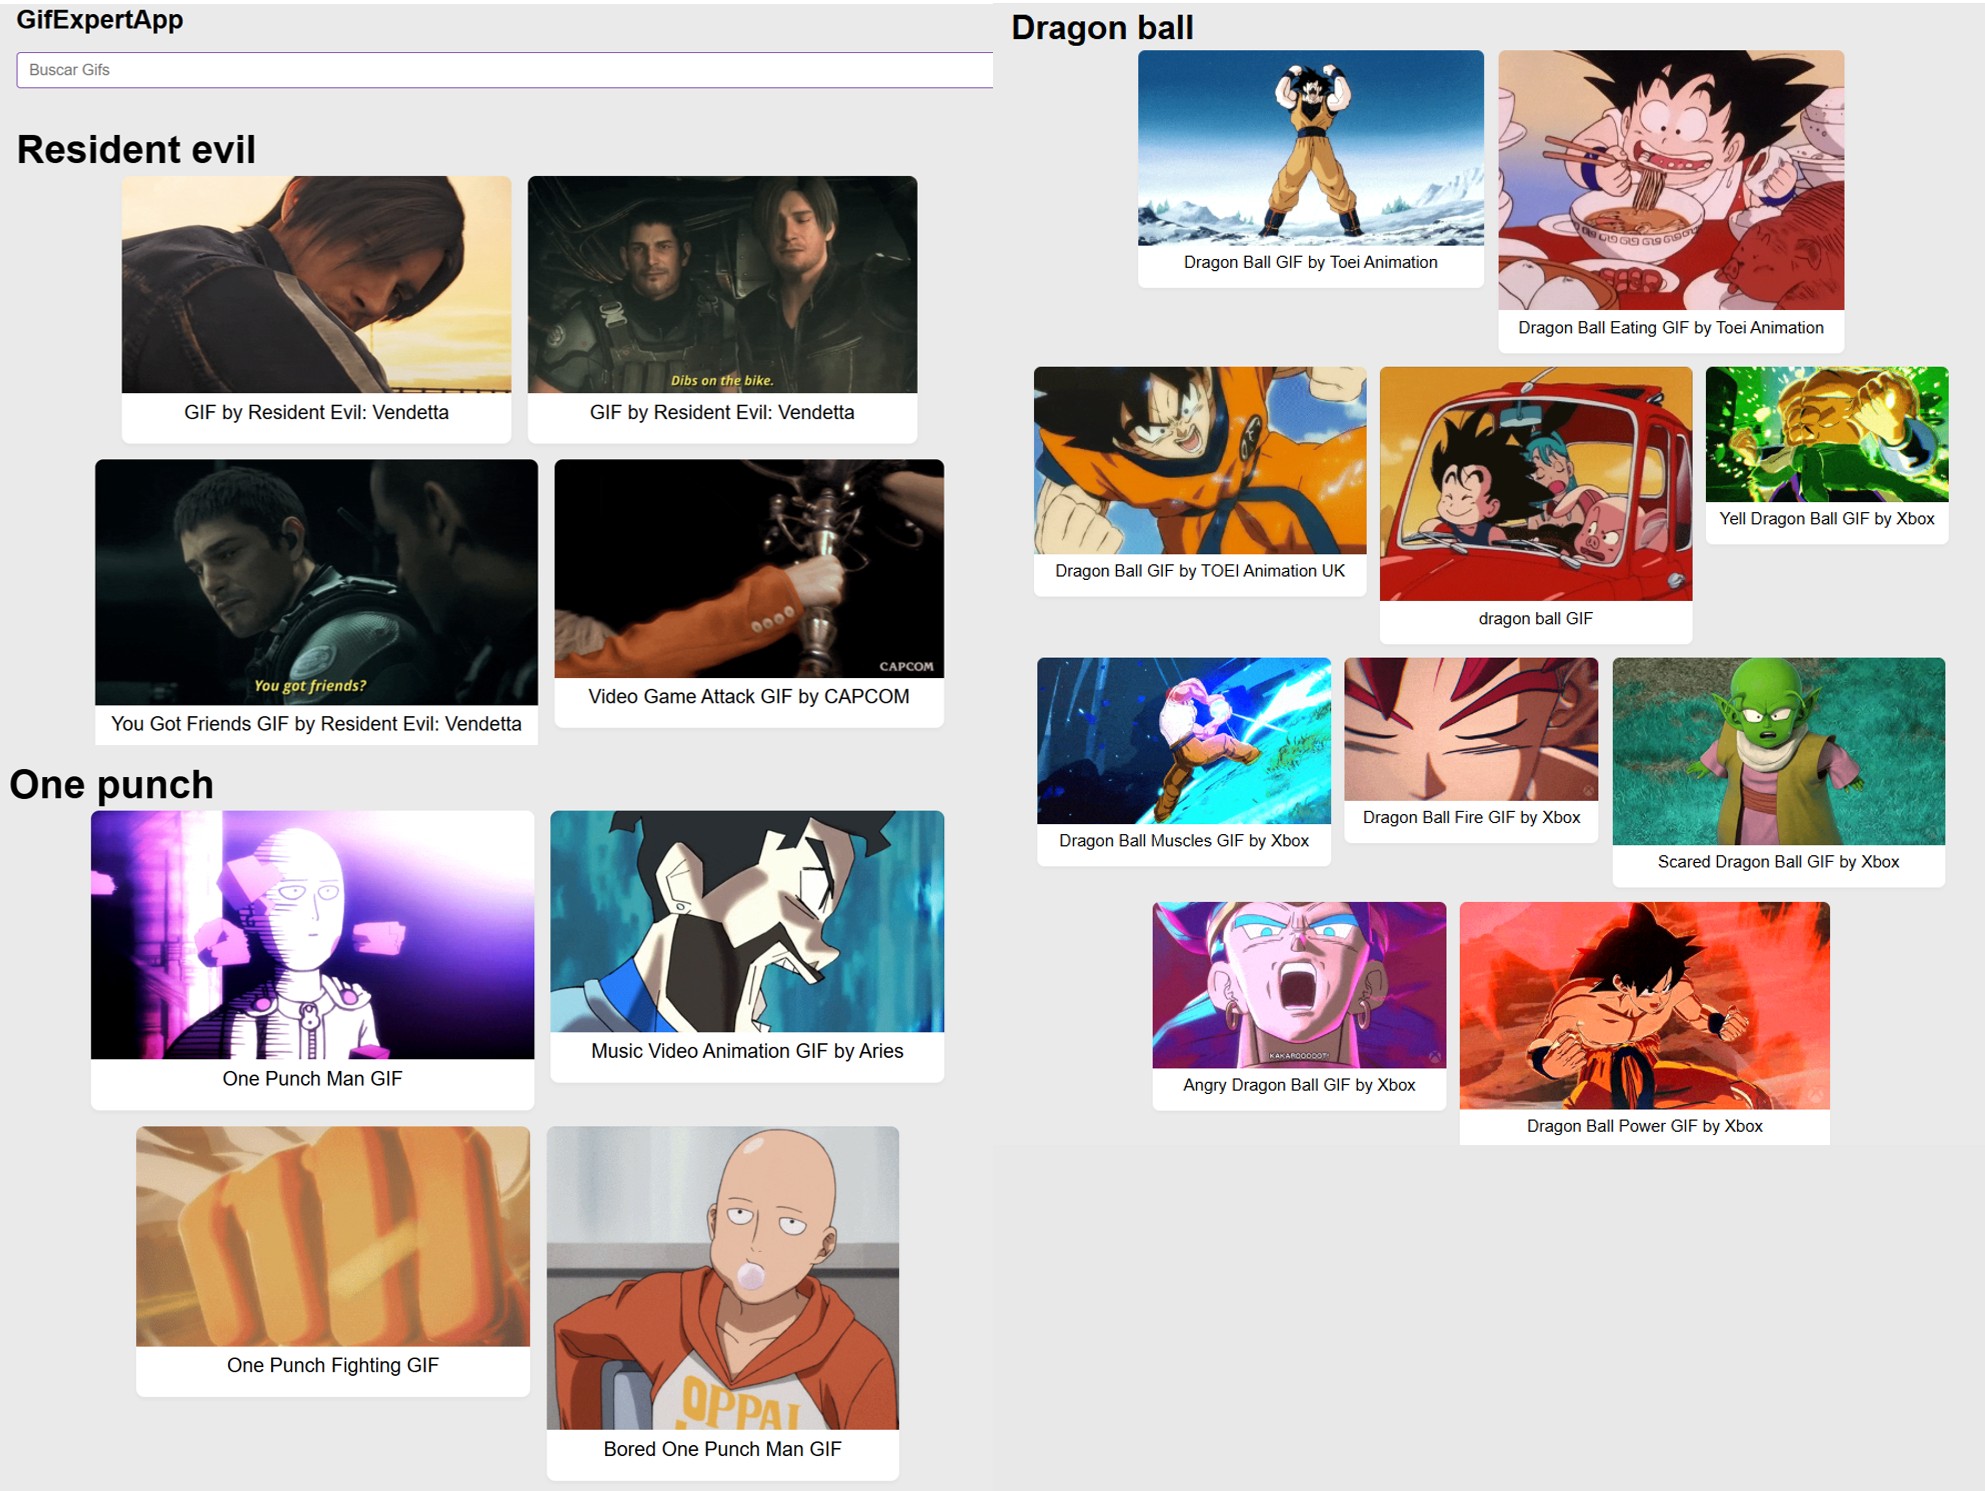 GifExpertApp
Buscar Gifs
Resident evil
GIF by Resident Evil: Vendetta
Dibs on the bike.
GIF by Resident Evil: Vendetta
You got friends?
You Got Friends GIF by Resident Evil: Vendetta
CAPCOM
Video Game Attack GIF by CAPCOM
One punch
One Punch Man GIF
Music Video Animation GIF by Aries
One Punch Fighting GIF
OPPAI
Bored One Punch Man GIF
Dragon ball
Dragon Ball GIF by Toei Animation
Dragon Ball Eating GIF by Toei Animation
Dragon Ball GIF by TOEI Animation UK
dragon ball GIF
Yell Dragon Ball GIF by Xbox
Dragon Ball Muscles GIF by Xbox
Dragon Ball Fire GIF by Xbox
Scared Dragon Ball GIF by Xbox
KAKAROOOOOT!
Angry Dragon Ball GIF by Xbox
Dragon Ball Power GIF by Xbox